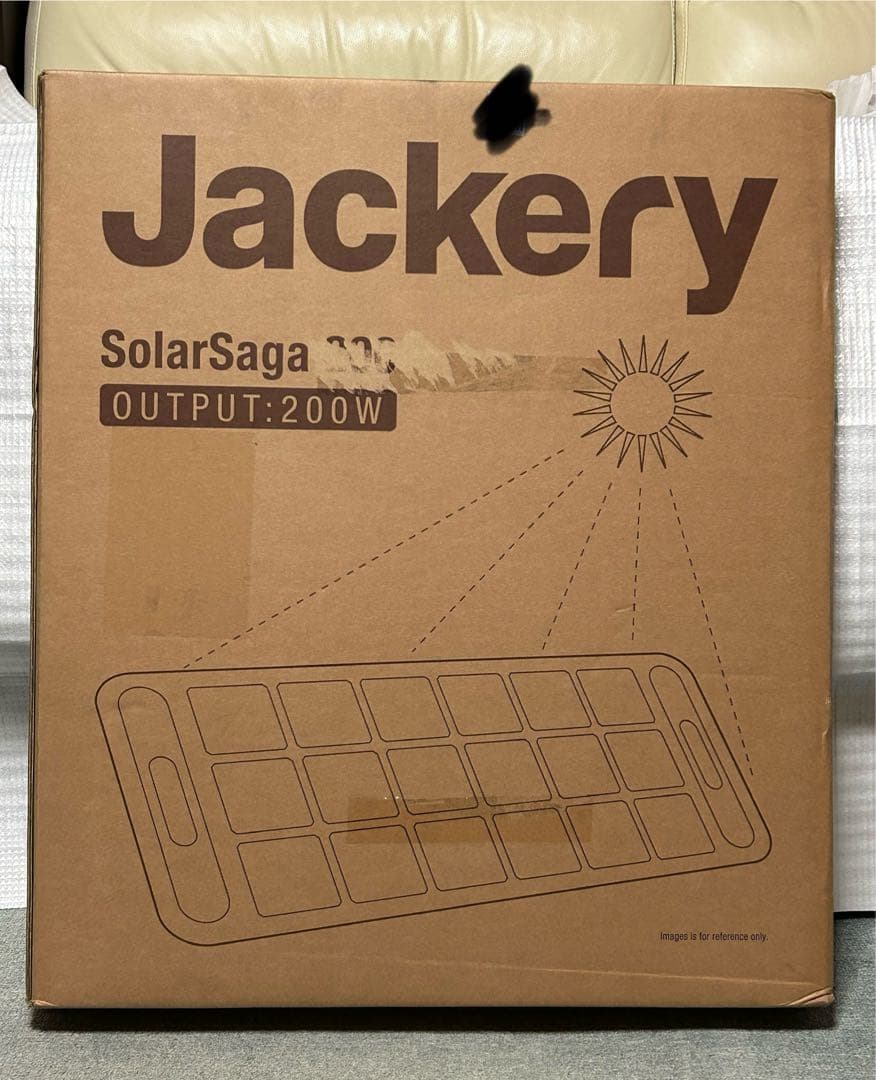 Jackery
SolarSaga
OUTPUT:200W
Images is for reference only.